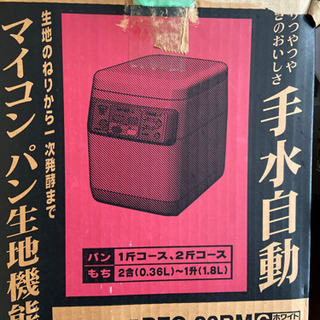 つやつや
のおいしさ
手水自動
生地のねりから一次発酵まで
マイコン パン生地機能
パン 1斤コース、2斤コース
もち 2合(0.36L)〜1升(1.8L)
ホワイト